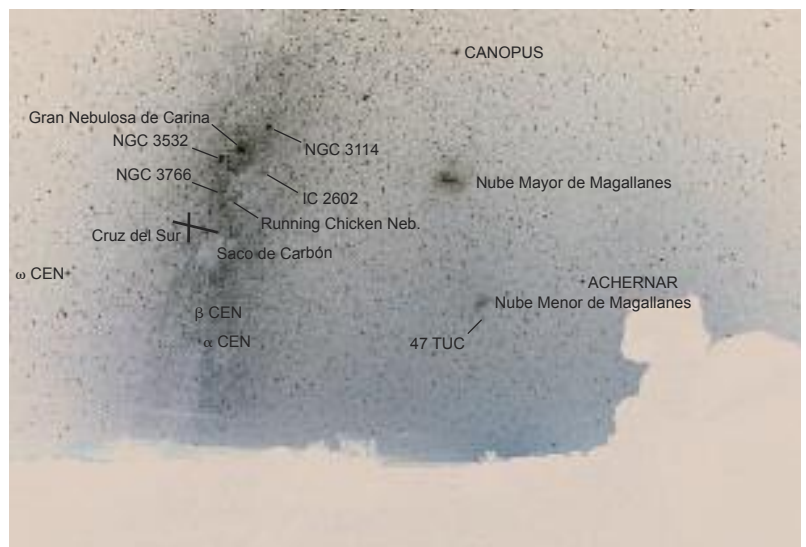 CANOPUS
Gran Nebulosa de Carina
NGC 3532
NGC 3114
NGC 3766
Nube Mayor de Magallanes
IC 2602
Running Chicken Neb.
Cruz del Sur
Saco de Carbón
ω CEN
ACHERNAR
Nube Menor de Magallanes
β CEN
α CEN
47 TUC